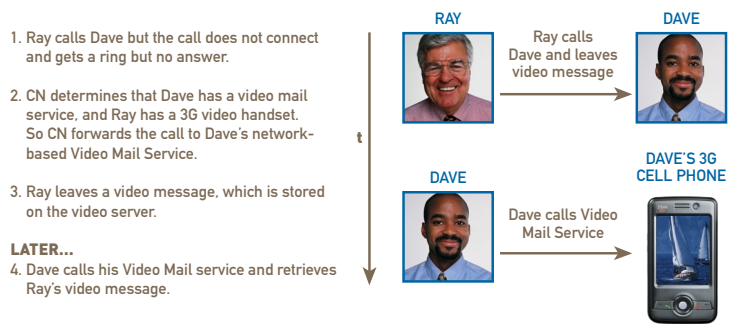 1. Ray calls Dave but the call does not connect
and gets a ring but no answer.
2. CN determines that Dave has a video mail
service, and Ray has a 3G video handset.
So CN forwards the call to Dave's network-
based Video Mail Service.
3. Ray leaves a video message, which is stored
on the video server.
LATER...
4. Dave calls his Video Mail service and retrieves
Ray's video message.
t
RAY
Ray calls
Dave and leaves
video message
DAVE
DAVE
Dave calls Video
Mail Service
DAVE'S 3G
CELL PHONE